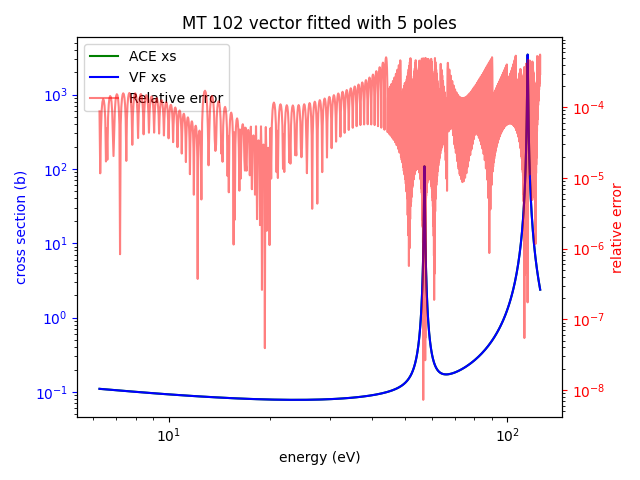 MT 102 vector fitted with 5 poles
ACE xs
VF xs
Relative error
cross section (b)
10³
10²
10¹
10⁰
10⁻¹
10⁻⁴
10⁻⁵
10⁻⁶
10⁻⁷
10⁻⁸
relative error
10¹
10²
energy (eV)